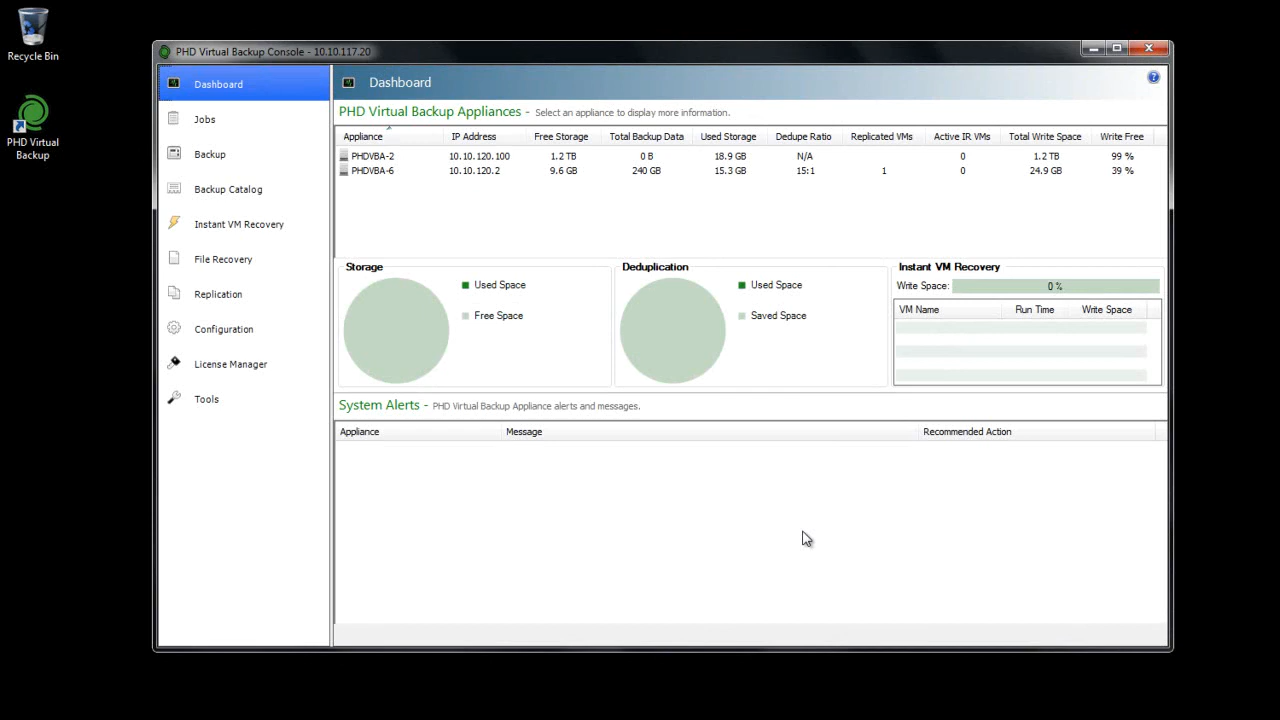 Recycle Bin
PHD Virtual
Backup
PHD Virtual Backup Console - 10.10.117.20
Dashboard
Jobs
Backup
Backup Catalog
Instant VM Recovery
File Recovery
Replication
Configuration
License Manager
Tools
Dashboard
PHD Virtual Backup Appliances - Select an appliance to display more information.
Appliance IP Address Free Storage Total Backup Data Used Storage Dedupe Ratio Replicated VMs Active IR VMs Total Write Space Write Free
PHDVBA-2 10.10.120.100 1.2 TB 0 B 18.9 GB N/A 0 1.2 TB 99 %
PHDVBA-6 10.10.120.2 9.6 GB 240 GB 15.3 GB 15:1 1 0 24.9 GB 39 %
Storage
Used Space
Free Space
Deduplication
Used Space
Saved Space
Instant VM Recovery
Write Space: 0 %
VM Name Run Time Write Space
System Alerts - PHD Virtual Backup Appliance alerts and messages.
Appliance Message Recommended Action